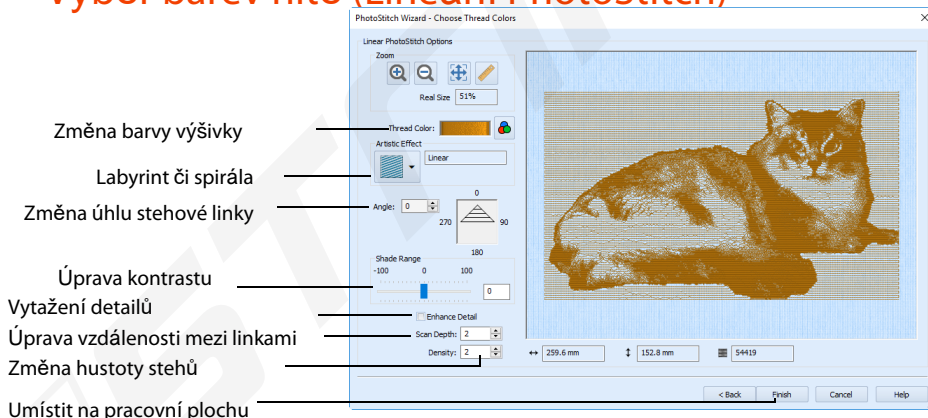 Výběr barev nitě (Lineární PhotoStitch)
PhotoStitch Wizard - Choose Thread Colors
Linear PhotoStitch Options
Zoom
Real Size 51%
Změna barvy výšivky
Thread Color:
Artistic Effect
Linear
Labyrint či spirála
Změna úhlu stehové linky
Angle: 0
0
270
90
180
Shade Range
-100 0 100
0
Úprava kontrastu
Vytažení detailů
Enhance Detail
Úprava vzdálenosti mezi linkami
Scan Depth: 2
Změna hustoty stehů
Density: 2
259.6 mm
152.8 mm
54419
Umístit na pracovní plochu
< Back
Finish
Cancel
Help